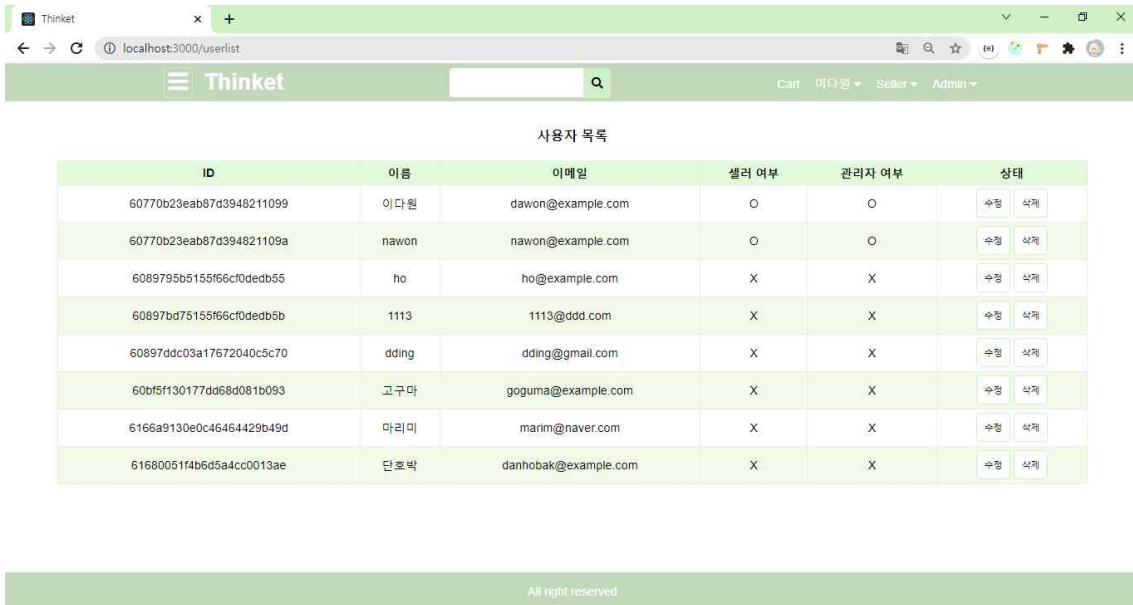 Thinket
localhost:3000/userlist
Thinket Cart 이다원 Seller Admin
사용자 목록
ID 이름 이메일 셀러 여부 관리자 여부 상태
60770b23eab87d3948211099 이다원 dawon@example.com O O 수정 삭제
60770b23eab87d394821109a nawon nawon@example.com O O 수정 삭제
6089795b5155f66cf0dedb55 ho ho@example.com X X 수정 삭제
60897bd75155f66cf0dedb5b 1113 1113@ddd.com X X 수정 삭제
60897ddc03a17672040c5c70 dding dding@gmail.com X X 수정 삭제
60bf5f130177dd68d081b093 고구마 goguma@example.com X X 수정 삭제
6166a9130e0c46464429b49d 마리미 marim@naver.com X X 수정 삭제
61680051f4b6d5a4cc0013ae 단호박 danhobak@example.com X X 수정 삭제
All right reserved